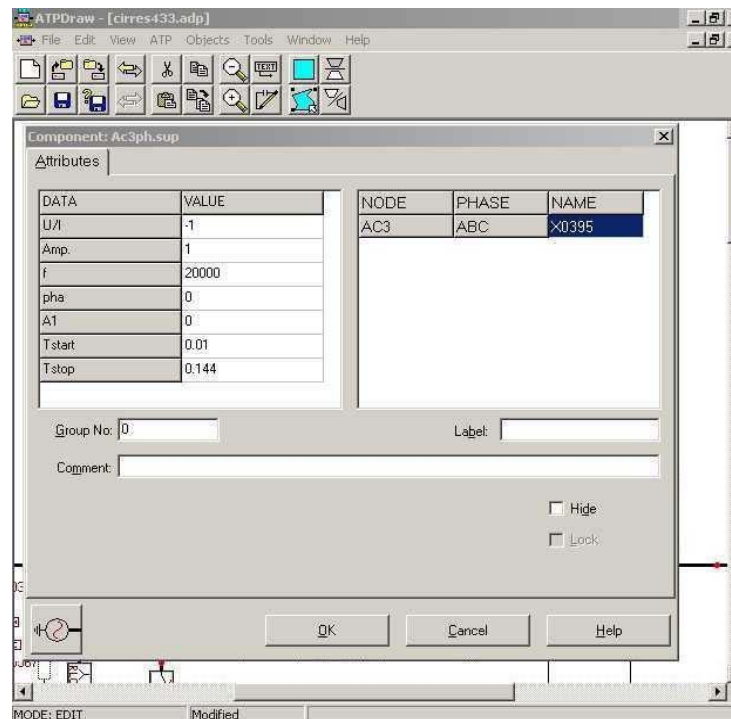 ATPDraw - [cirres433.adp]
File Edit View ATP Objects Tools Window Help
TEXT
Component: Ac3ph.sup
Attributes
DATA VALUE NODE PHASE NAME
U/I -1 AC3 ABC X0395
Amp. 1
f 20000
pha 0
A1 0
Tstart 0.01
Tstop 0.144
Group No: 0 Label:
Comment:
Hide
Lock
OK Cancel Help
MODE: EDIT Modified